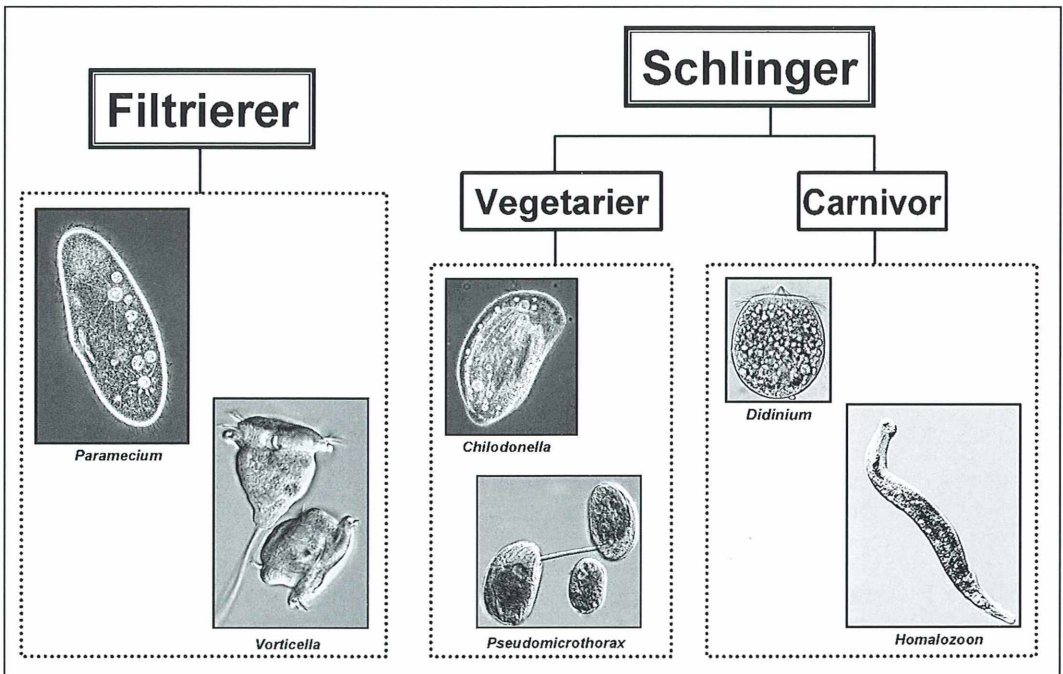 Filtrierer
Paramecium
Vorticella
Schlinger
Vegetarier
Chilodonella
Pseudomicrothorax
Carnivor
Didinium
Homalozoon